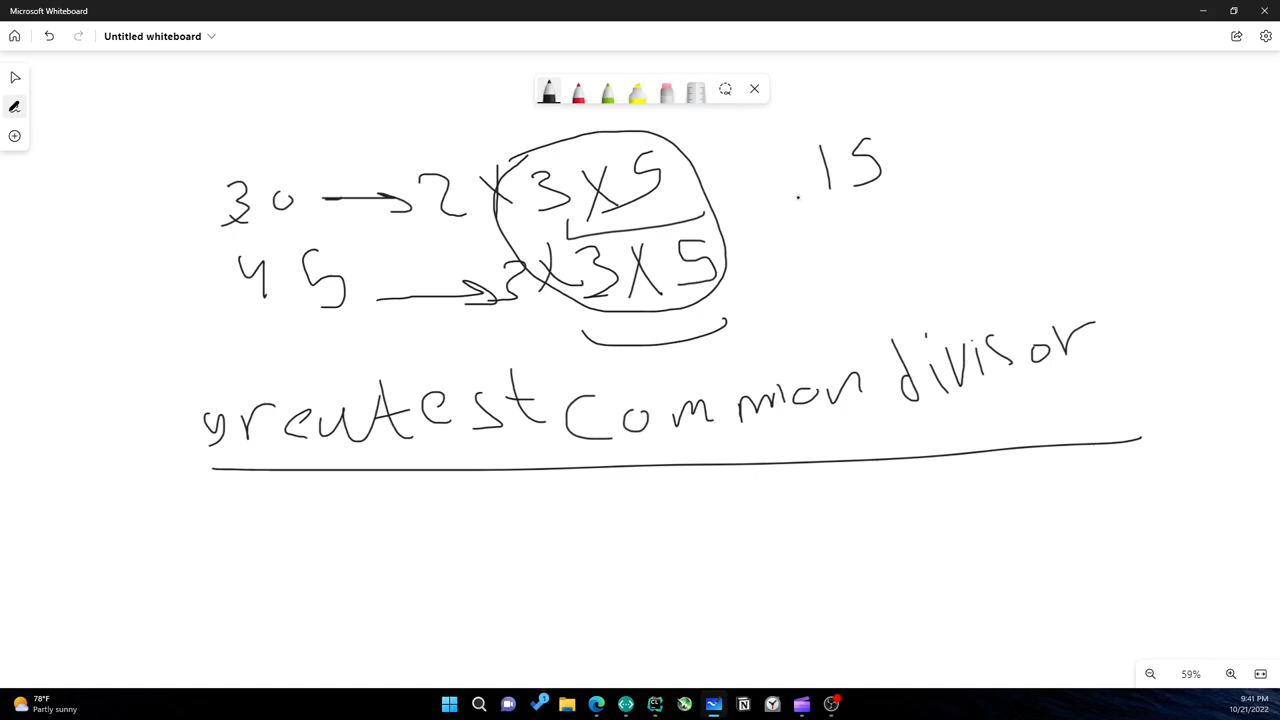 Microsoft Whiteboard
Untitled whiteboard
30 → 2 X 3 X 5
15
45 → 3 X 3 X 5
greatest common divisor
59%
78°F
Partly sunny
9:41 PM
10/21/2022